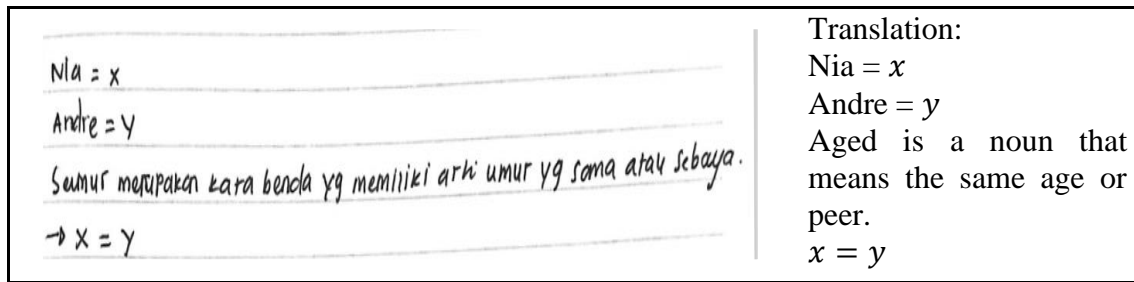 Nia = x
Andre = y
Seumur merupakan kata benda yg memiliki arti umur yg sama atau sebaya.
→ x = y
Translation:
Nia = 𝑥
Andre = 𝑦
Aged is a noun that
means the same age or
peer.
𝑥 = 𝑦